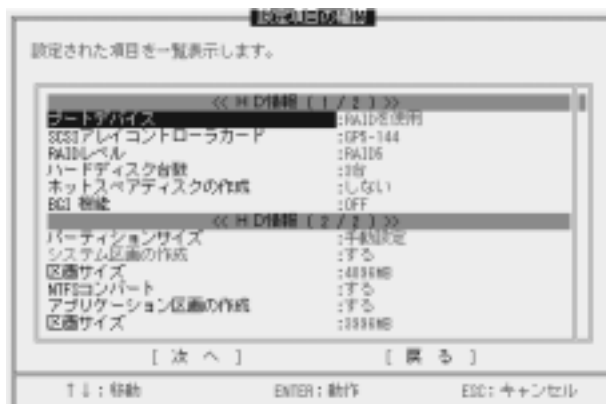 設定項目の確認
設定された項目を一覧表示します。
<< HD情報 ( 1 / 2 ) >>
ブートデバイス :RAIDを使用
SCSIアレイコントローラカード :GP5-144
RAIDレベル :RAID5
ハードディスク台数 :3台
ホットスペアディスクの作成 :しない
BGI 機能 :OFF
<< HD情報 ( 2 / 2 ) >>
パーティションサイズ :手動設定
システム区画の作成 :する
区画サイズ :4096MB
NTFSコンバート :する
アプリケーション区画の作成 :する
区画サイズ
[ 次 へ ] [ 戻 る ]
↑↓:移動 ENTER:動作 ESC:キャンセル